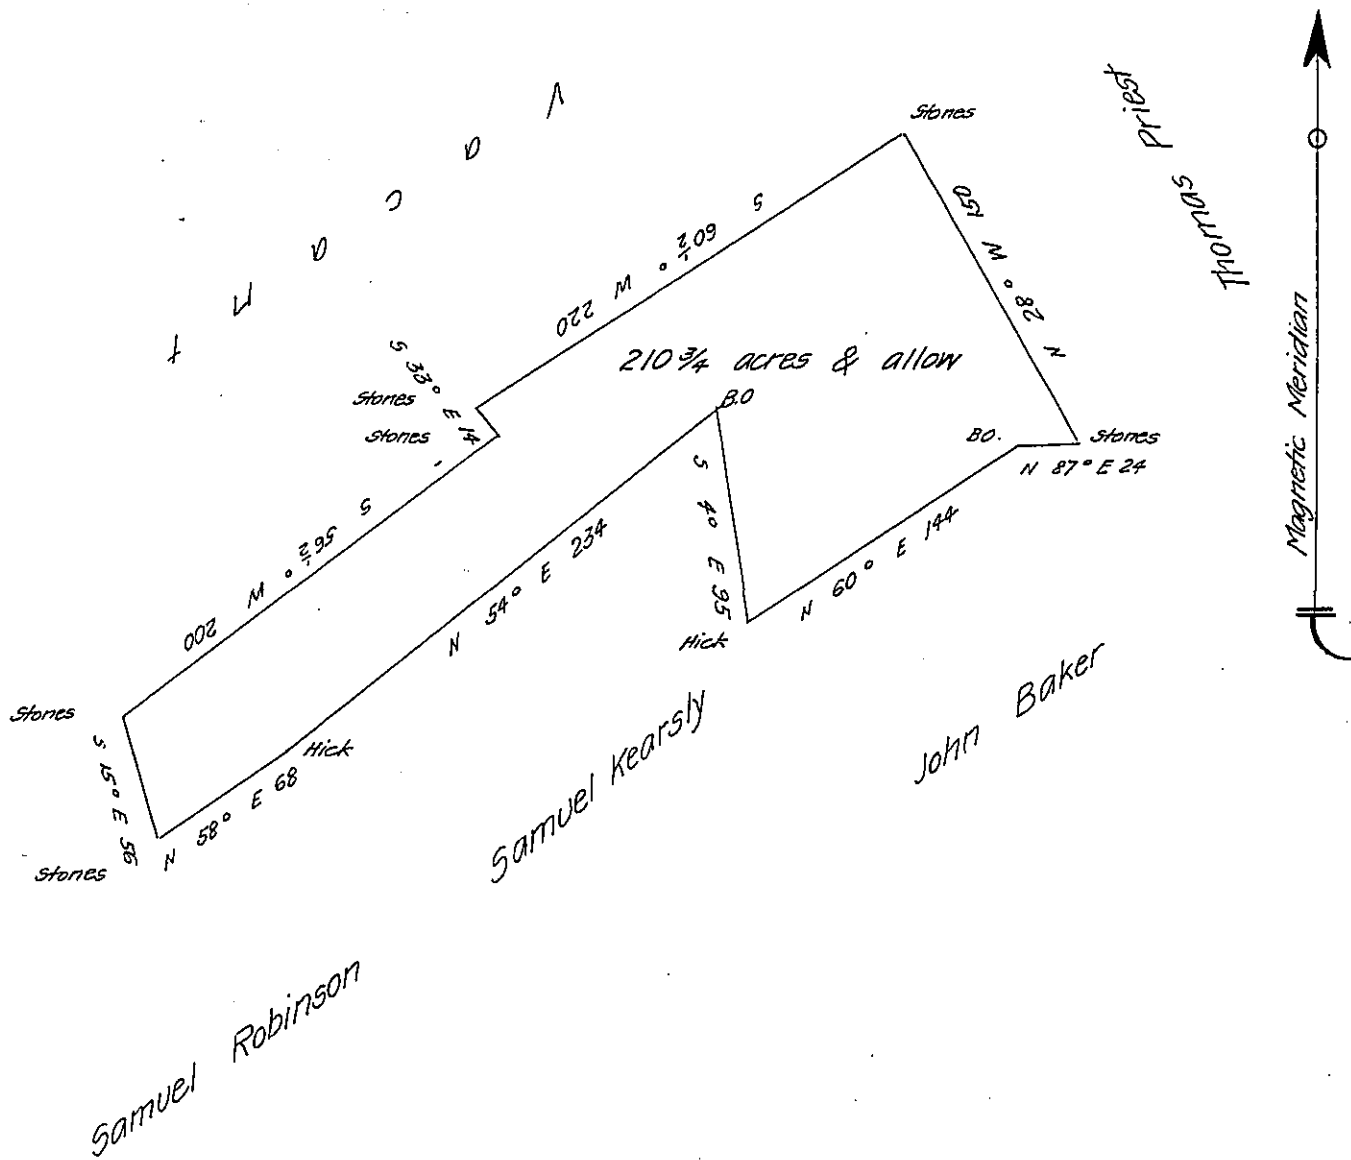 Stones
Thomas Priest
V a c a n t
S 60½° W 220
N 28° W 150
S 33° E 14
Stones
Stones
210 ¾ acres & allow
B.O
B.O.
Stones
N 87° E 24
S 4° E 95
N 60° E 144
Hick
N 54° E 234
S 56½° W 200
Stones
S 15° E 56
Stones
N 58° E 68
Hick
Samuel Kearsly
John Baker
Samuel Robinson
Magnetic Meridian